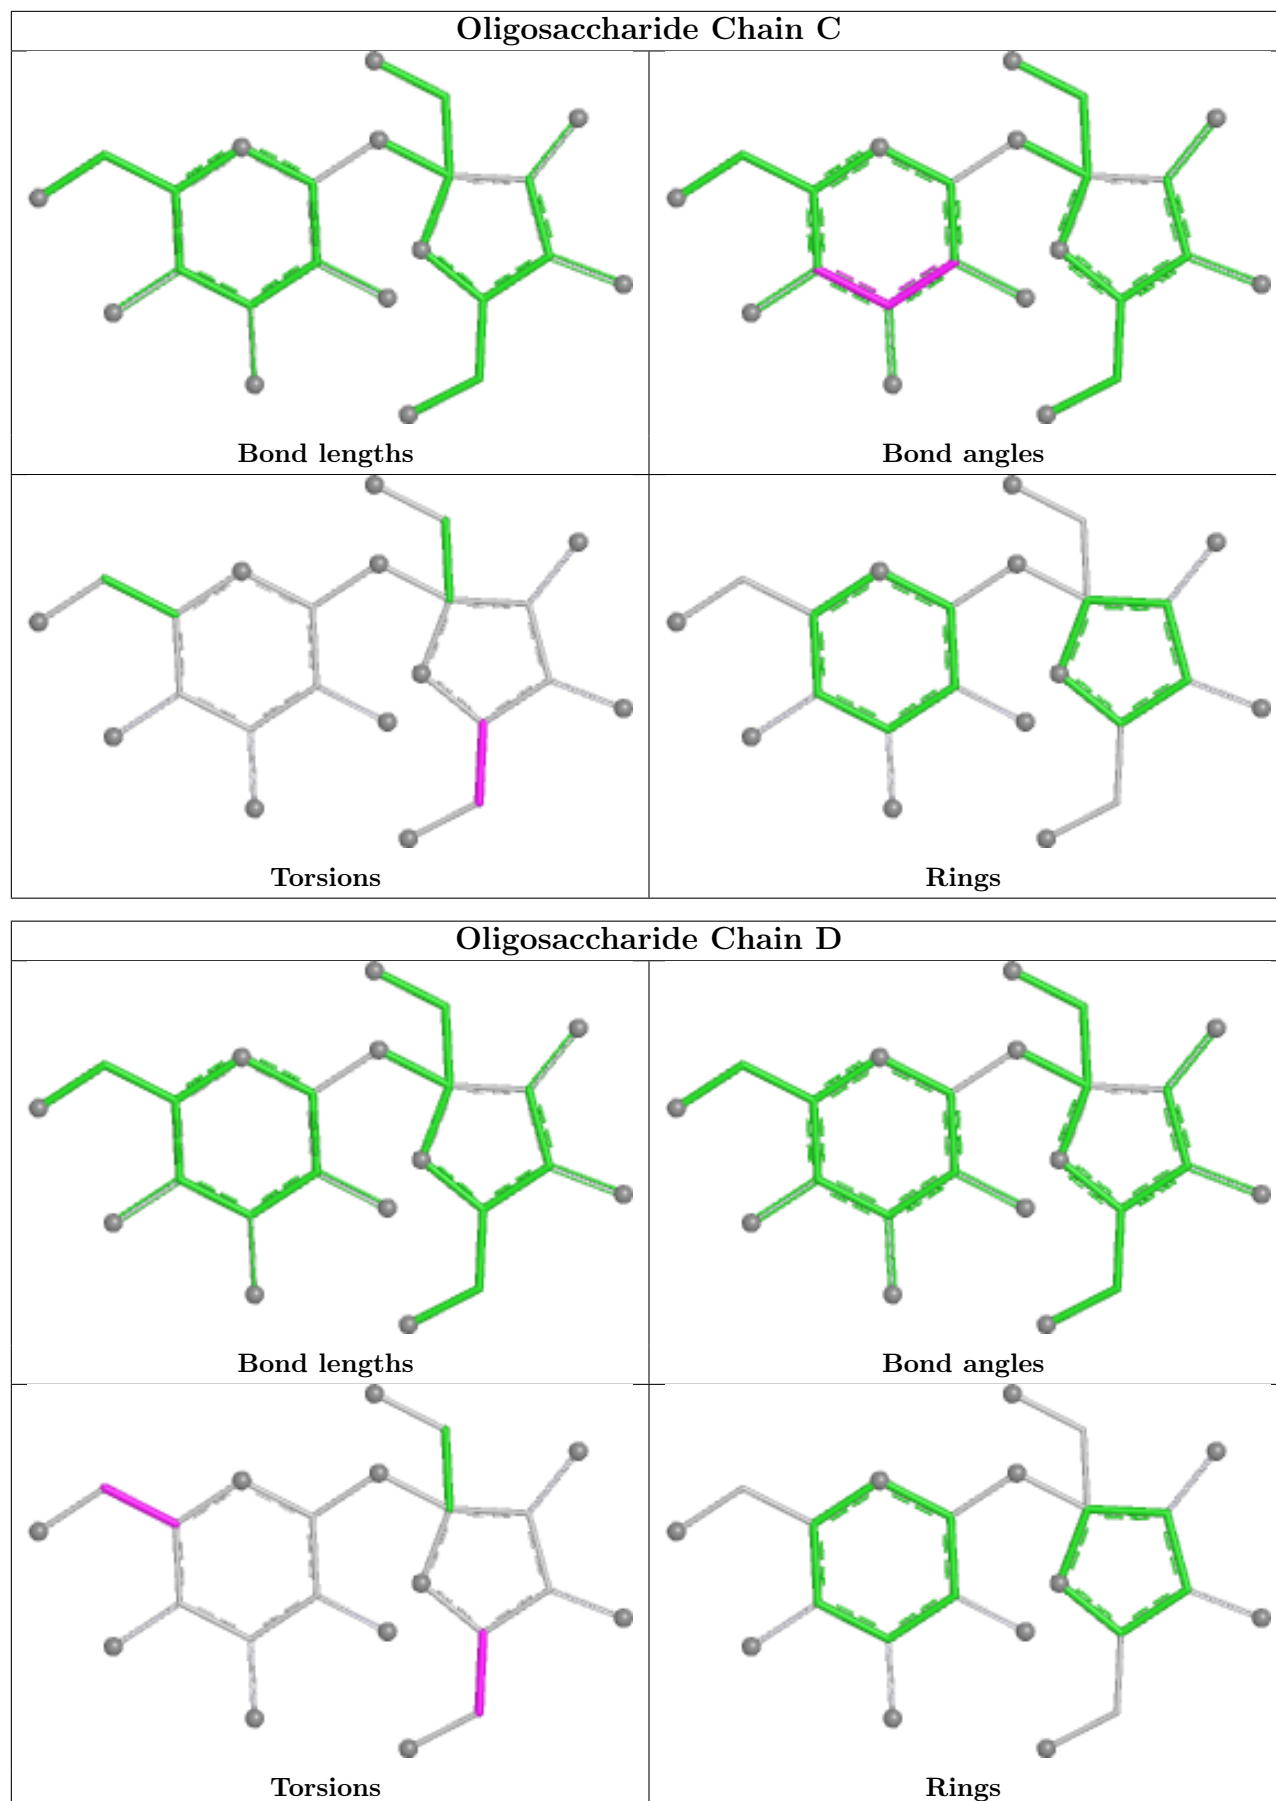 Oligosaccharide Chain C
Bond lengths
Bond angles
Torsions
Rings
Oligosaccharide Chain D
Bond lengths
Bond angles
Torsions
Rings